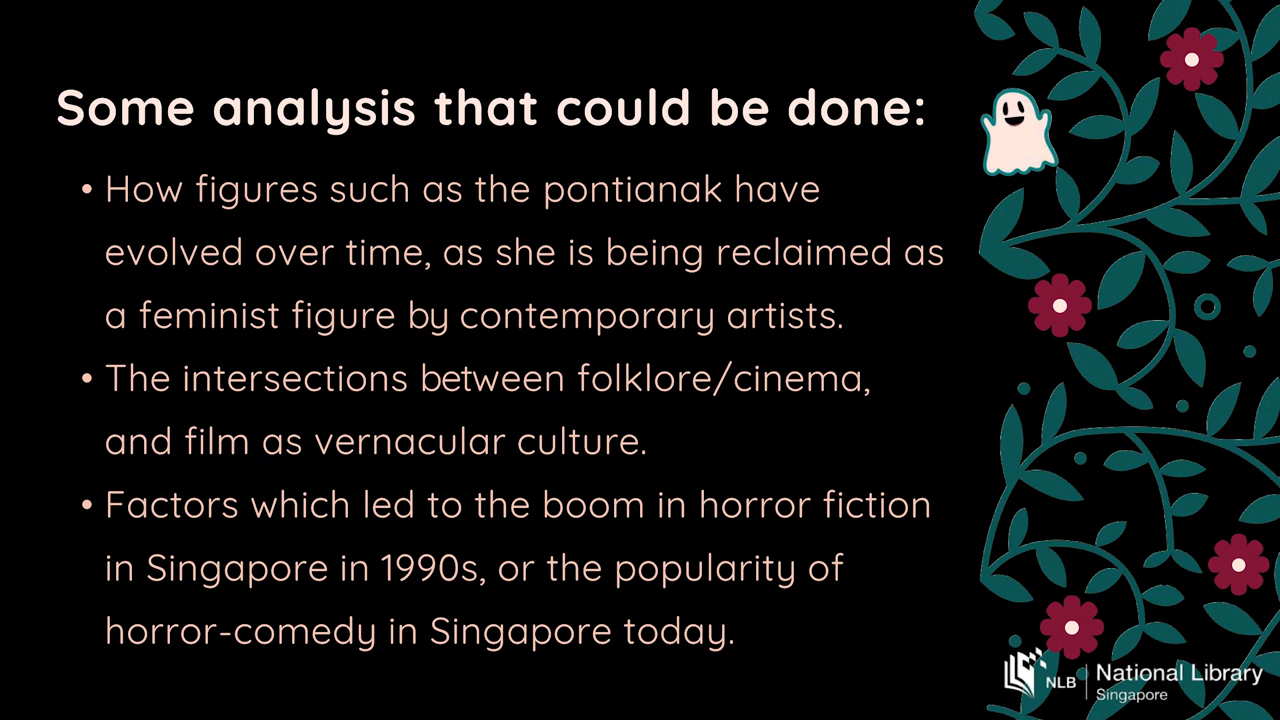 Some analysis that could be done:
• How figures such as the pontianak have
evolved over time, as she is being reclaimed as
a feminist figure by contemporary artists.
• The intersections between folklore/cinema,
and film as vernacular culture.
• Factors which led to the boom in horror fiction
in Singapore in 1990s, or the popularity of
horror-comedy in Singapore today.
NLB
National Library
Singapore